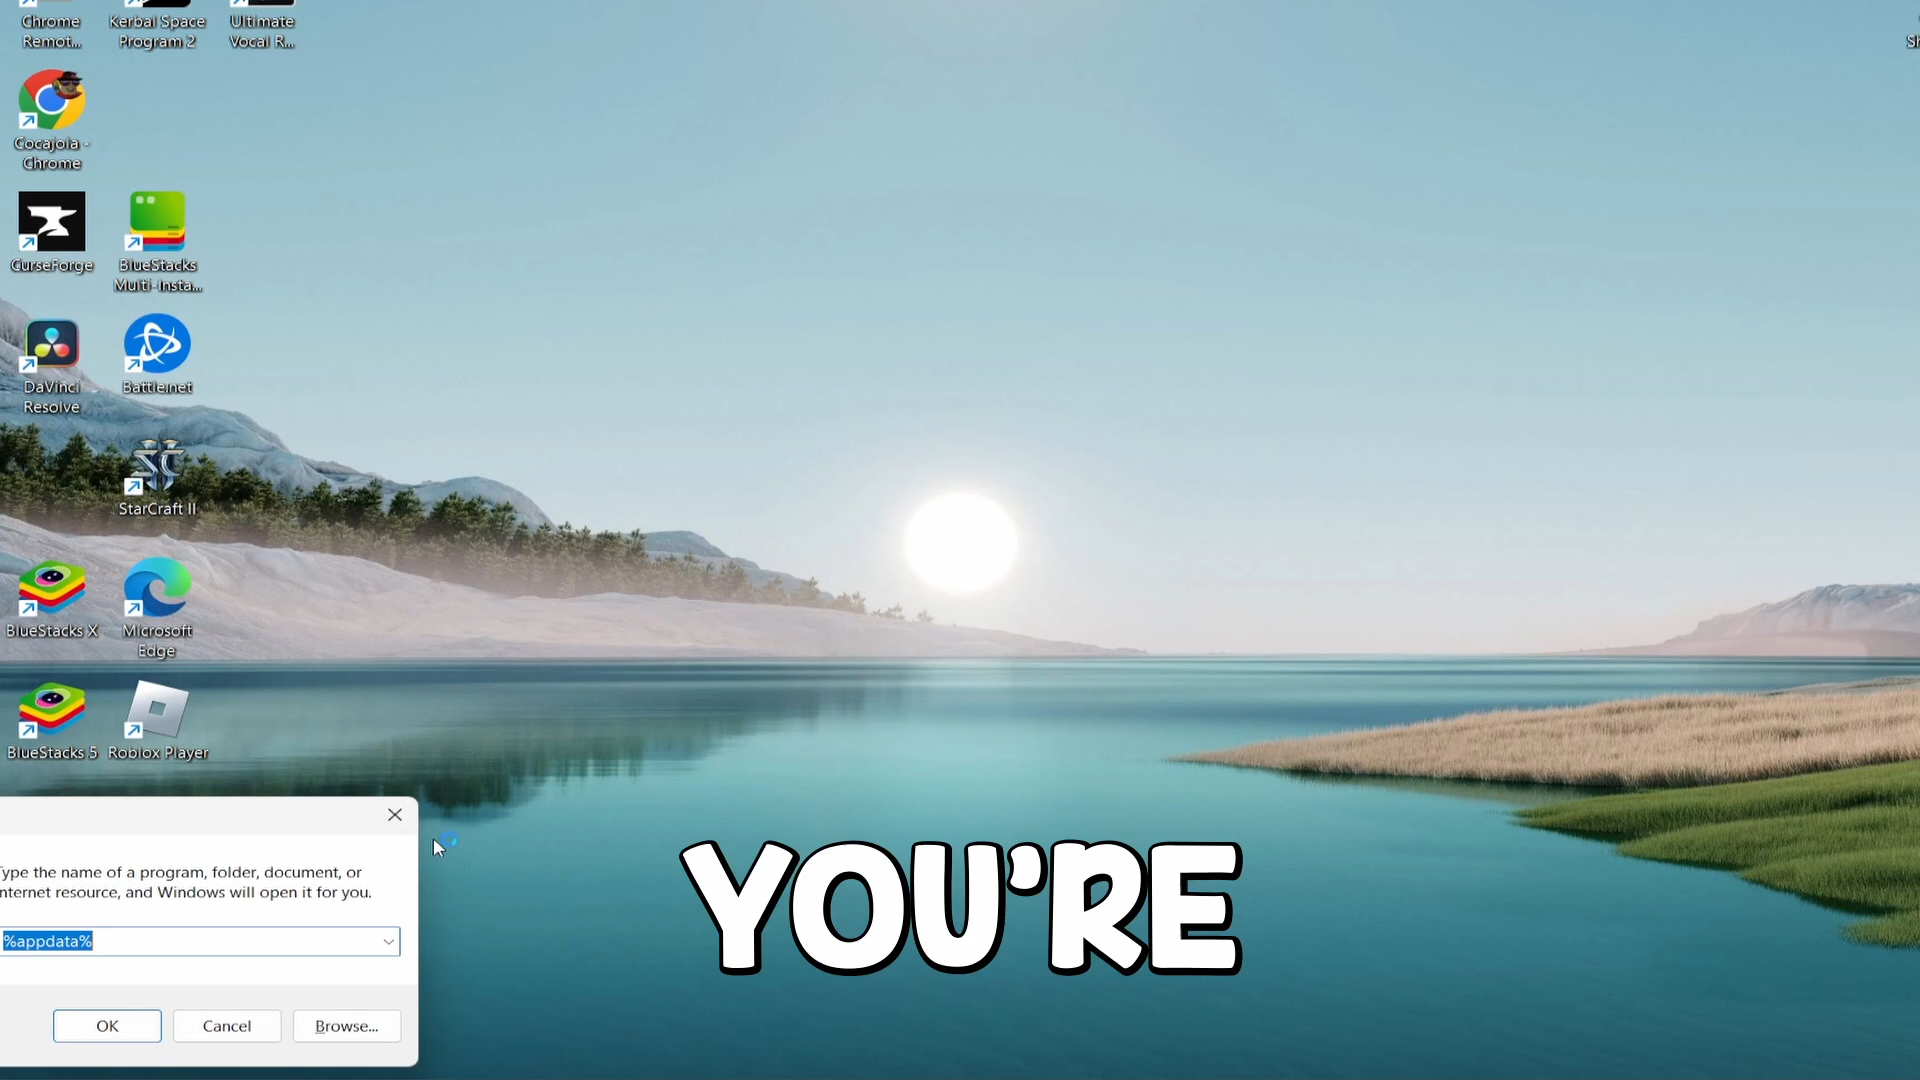 Chrome
Remot...
Kerbal Space
Program 2
Ultimate
Vocal R...
Cocajola -
Chrome
CurseForge
BlueStacks
Multi-Insta...
DaVinci
Resolve
Battle.net
StarCraft II
BlueStacks X
Microsoft
Edge
BlueStacks 5
Roblox Player
Type the name of a program, folder, document, or
Internet resource, and Windows will open it for you.
%appdata%
OK
Cancel
Browse...
YOU'RE